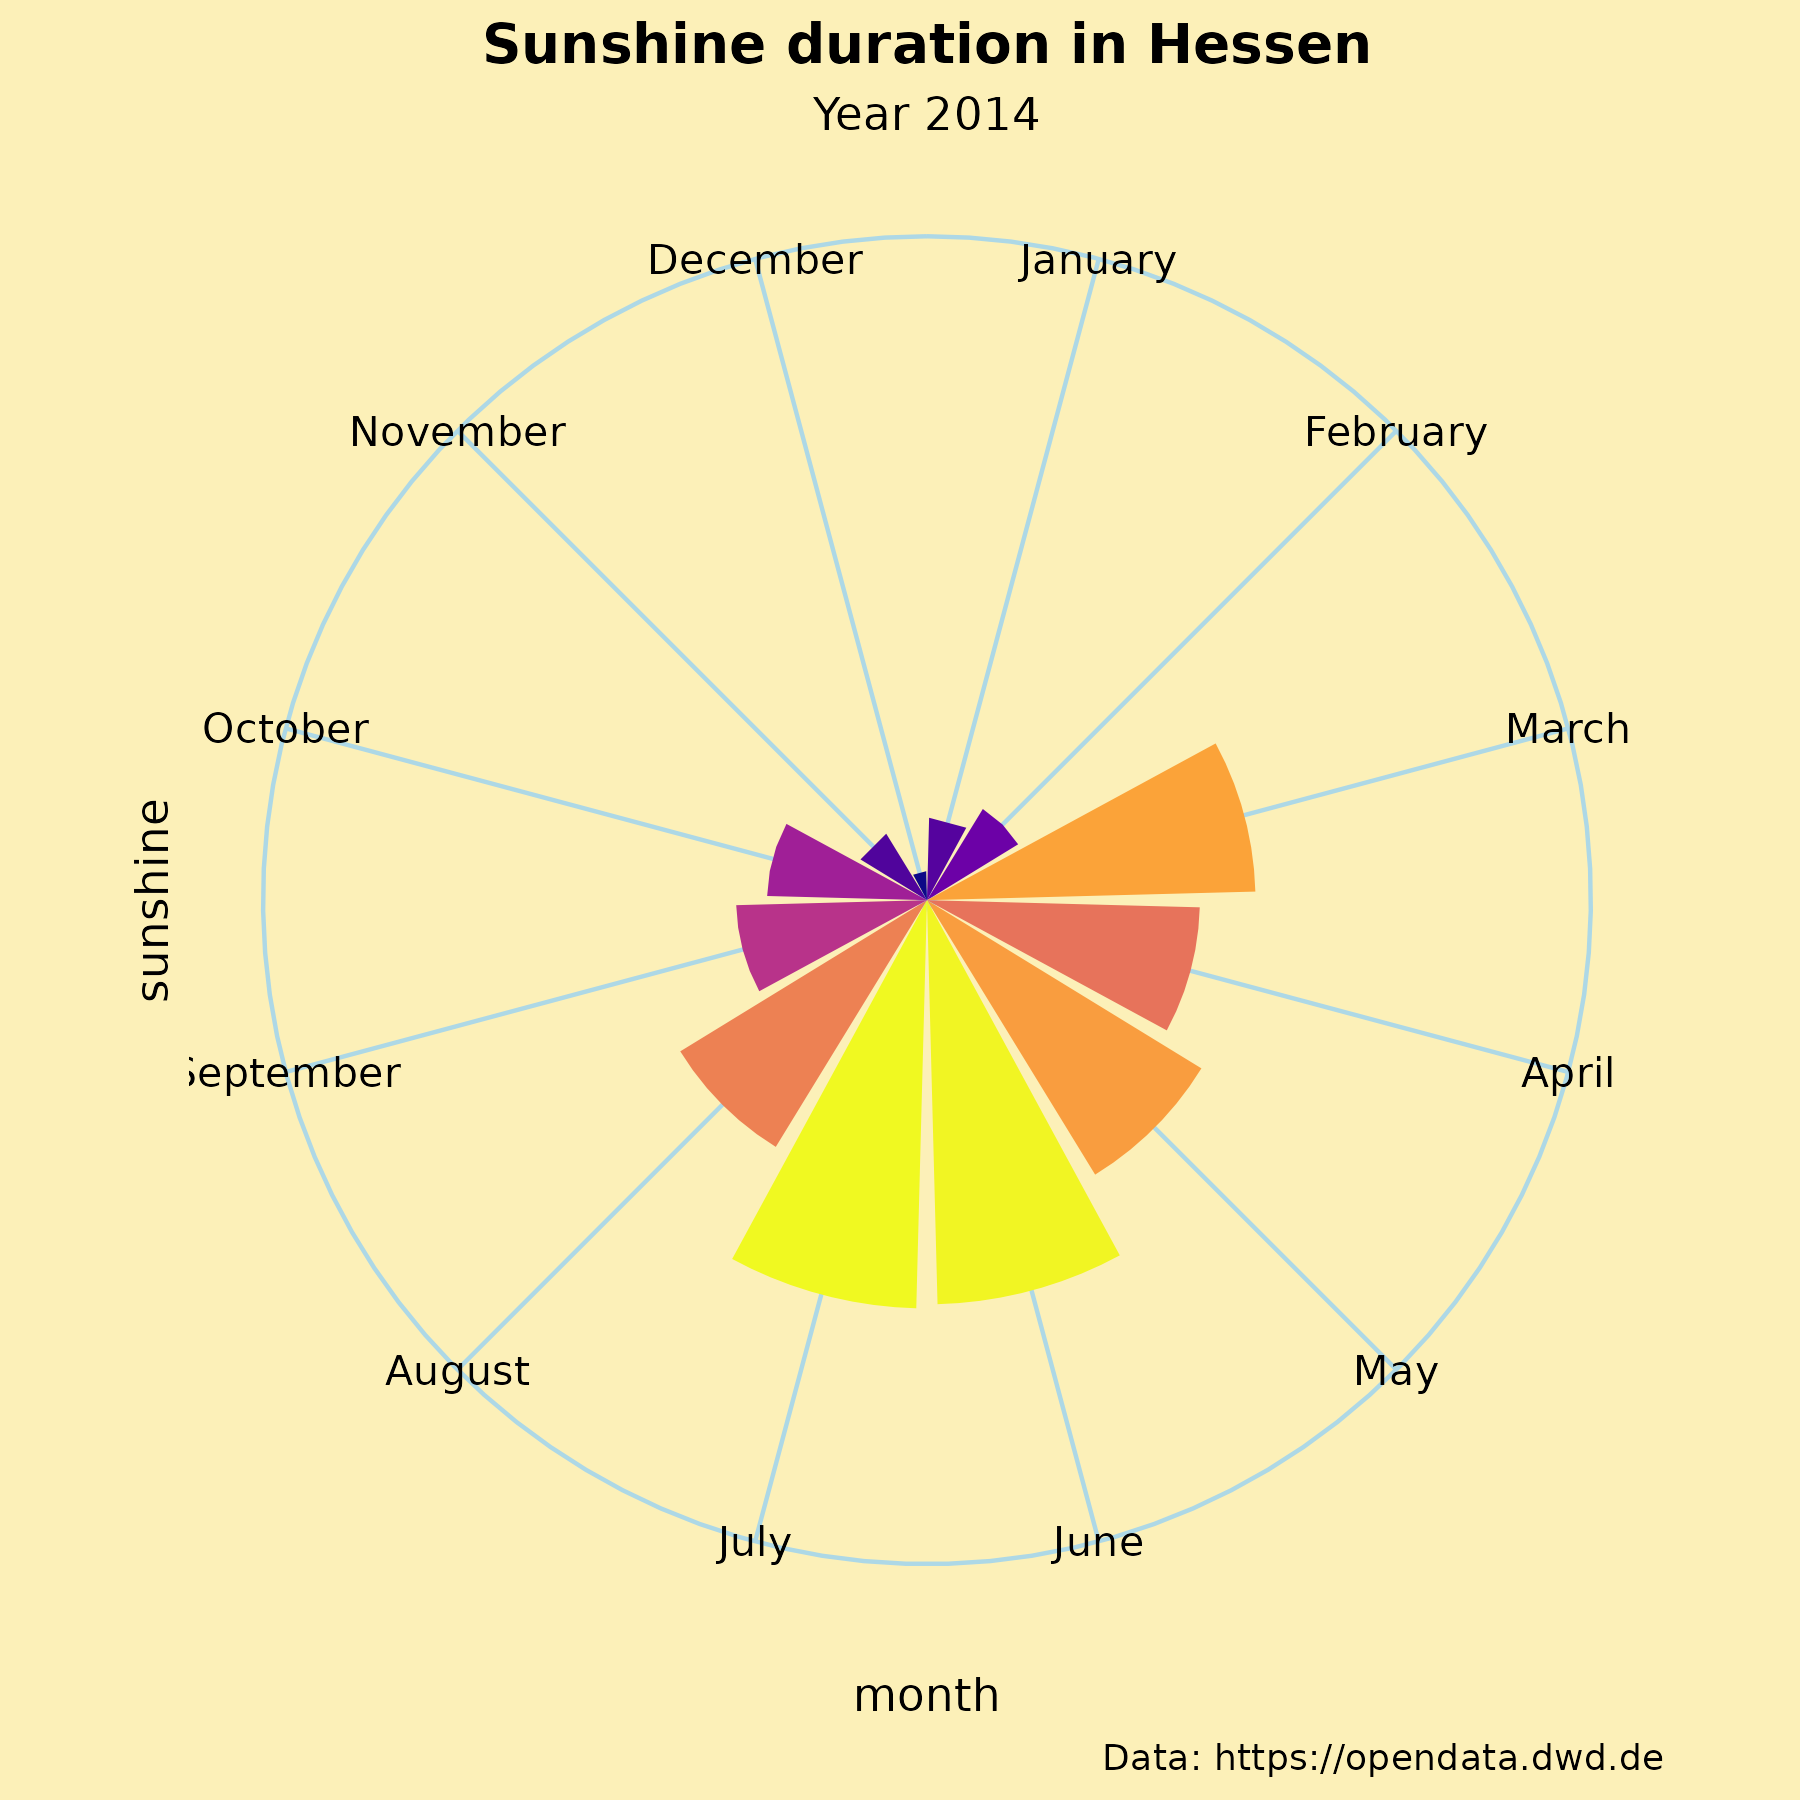 Sunshine duration in Hessen
Year 2014
December
January
November
February
October
March
sunshine
September
April
August
May
July
June
month
Data: https://opendata.dwd.de